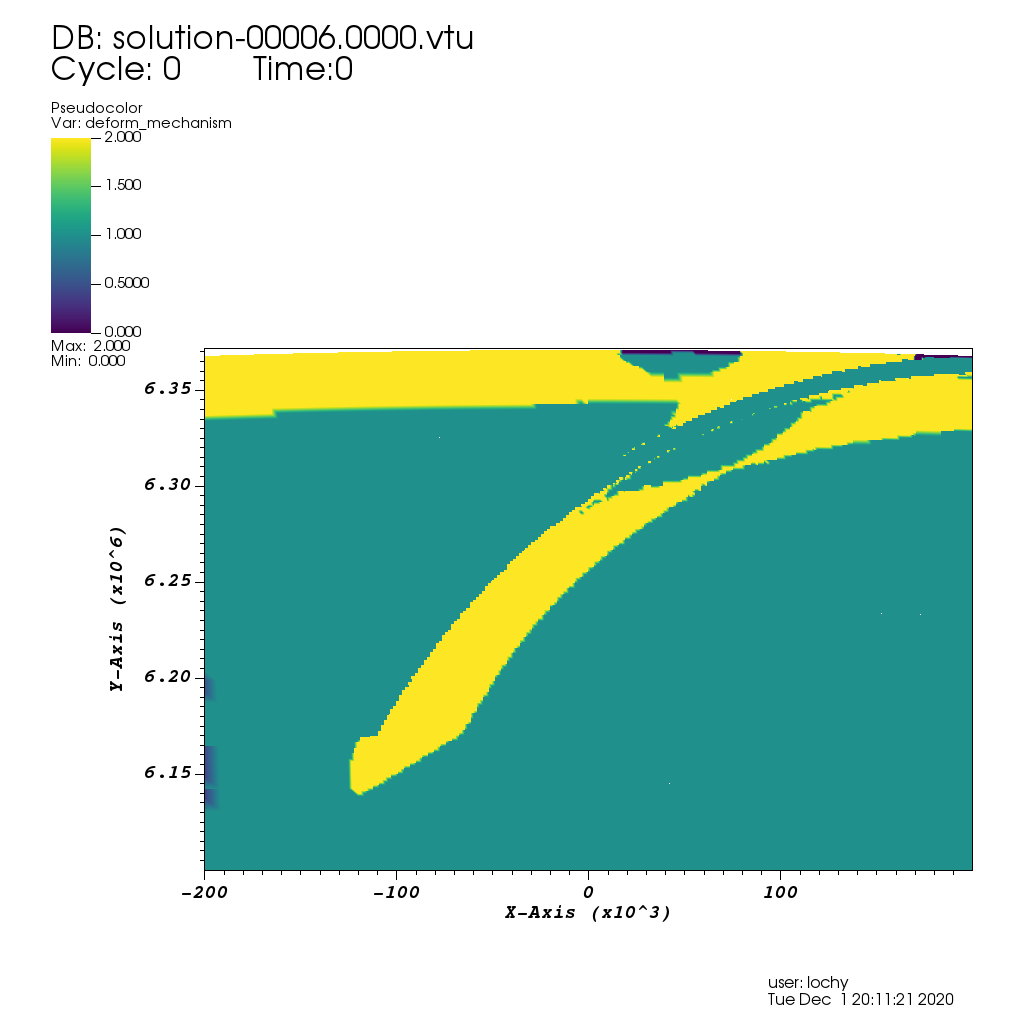 DB: solution-00006.0000.vtu
Cycle: 0 Time:0
Pseudocolor
Var: deform_mechanism
2.000
1.500
1.000
0.5000
0.000
Max: 2.000
Min: 0.000
6.35
6.30
6.25
6.20
6.15
Y-Axis (x10^6)
-200 -100 0 100
X-Axis (x10^3)
user: lochy
Tue Dec 1 20:11:21 2020